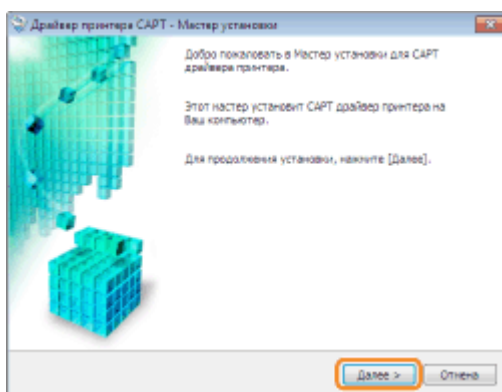 Драйвер принтера CAPT - Мастер установки
Добро пожаловать в Мастер установки для CAPT
драйвера принтера.
Этот мастер установит CAPT драйвер принтера на
Ваш компьютер.
Для продолжения установки, нажмите [Далее].
Далее >
Отмена